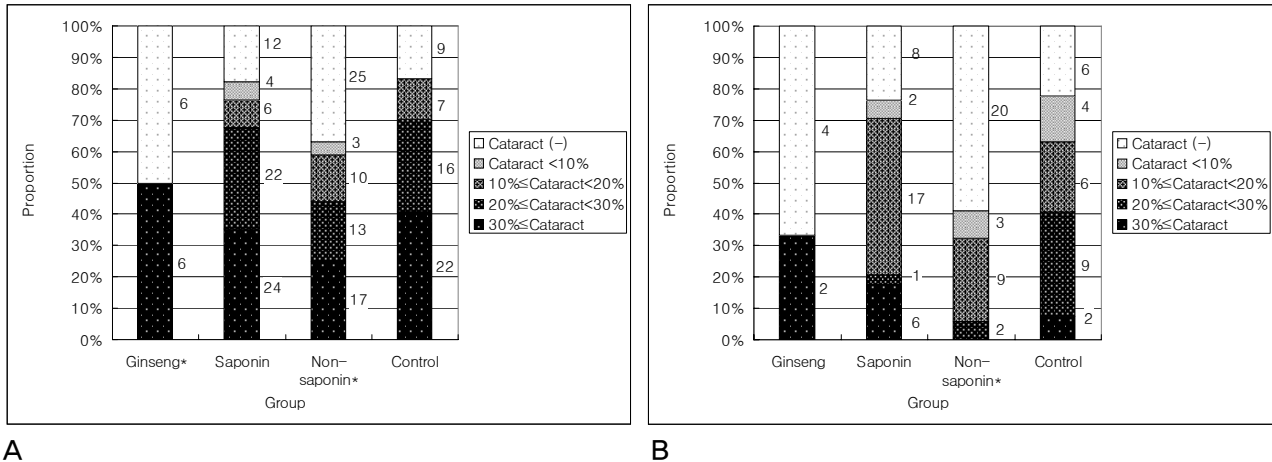 100%
90%
80%
70%
60%
50%
40%
30%
20%
10%
0%
Proportion
6
6
12
4
6
22
24
25
3
10
13
17
9
7
16
22
Ginseng*
Saponin
Non-
saponin*
Control
Group
Cataract (-)
Cataract <10%
10%≤Cataract<20%
20%≤Cataract<30%
30%≤Cataract
A
100%
90%
80%
70%
60%
50%
40%
30%
20%
10%
0%
Proportion
4
2
8
2
17
1
6
20
3
9
2
6
4
6
9
2
Ginseng
Saponin
Non-
saponin*
Control
Group
Cataract (-)
Cataract <10%
10%≤Cataract<20%
20%≤Cataract<30%
30%≤Cataract
B